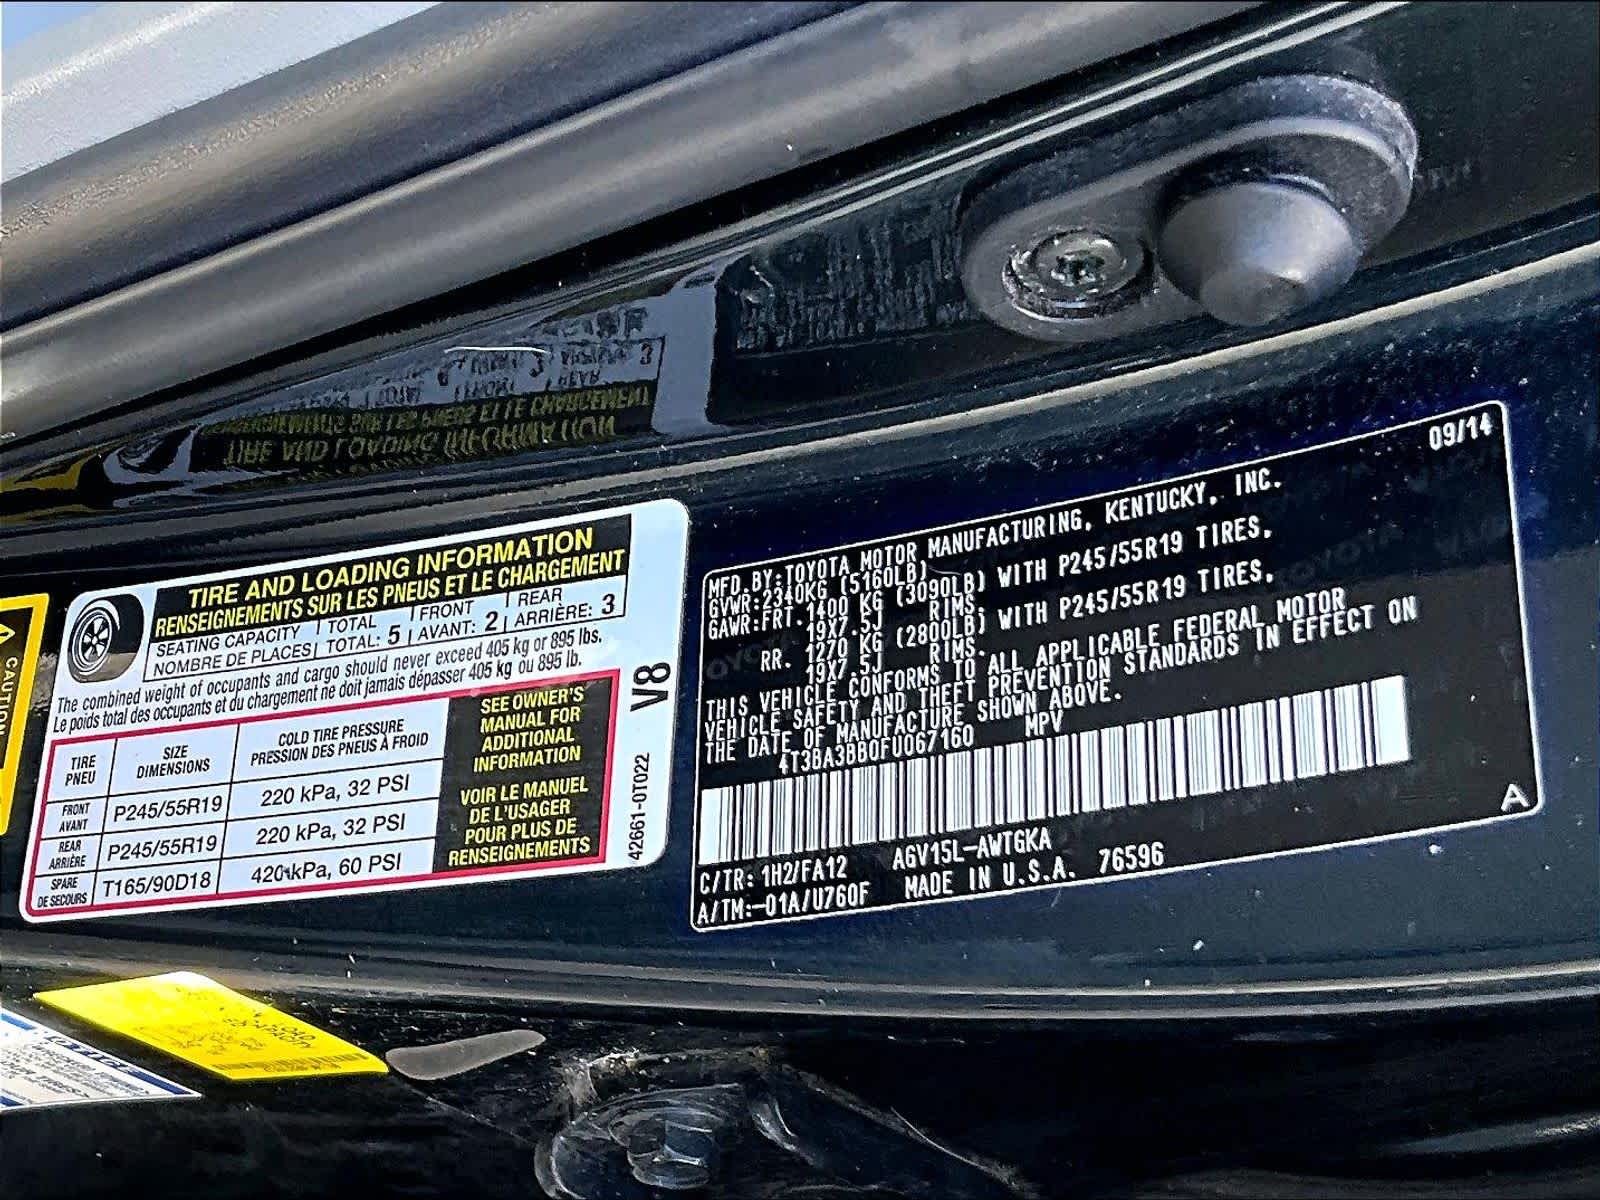 TIRE AND LOADING INFORMATION
RENSEIGNEMENTS SUR LES PNEUS ET LE CHARGEMENT
SEATING CAPACITY | TOTAL | FRONT | REAR
NOMBRE DE PLACES | TOTAL: 5 | AVANT: 2 | ARRIÈRE: 3
The combined weight of occupants and cargo should never exceed 405 kg or 895 lbs.
Le poids total des occupants et du chargement ne doit jamais dépasser 405 kg ou 895 lb.
TIRE
PNEU
SIZE
DIMENSIONS
COLD TIRE PRESSURE
PRESSION DES PNEUS À FROID
FRONT
AVANT
P245/55R19
220 kPa, 32 PSI
REAR
ARRIÈRE
P245/55R19
220 kPa, 32 PSI
SPARE
DE SECOURS
T165/90D18
420 kPa, 60 PSI
SEE OWNER'S
MANUAL FOR
ADDITIONAL
INFORMATION
VOIR LE MANUEL
DE L'USAGER
POUR PLUS DE
RENSEIGNEMENTS
V8
42661-0T022
CAUTION
09/14
MFD. BY: TOYOTA MOTOR MANUFACTURING, KENTUCKY, INC.
GVWR: 2340KG (5160LB)
GAWR: FRT. 1400 KG (3090LB) WITH P245/55R19 TIRES,
19X7.5J RIMS,
RR. 1270 KG (2800LB) WITH P245/55R19 TIRES,
19X7.5J RIMS.
THIS VEHICLE CONFORMS TO ALL APPLICABLE FEDERAL MOTOR
VEHICLE SAFETY AND THEFT PREVENTION STANDARDS IN EFFECT ON
THE DATE OF MANUFACTURE SHOWN ABOVE.
4T3BA3BB0FU067160 MPV
A
C/TR: 1H2/FA12 AGV15L-AWTGKA
A/TM:-01A/U760F MADE IN U.S.A. 76596